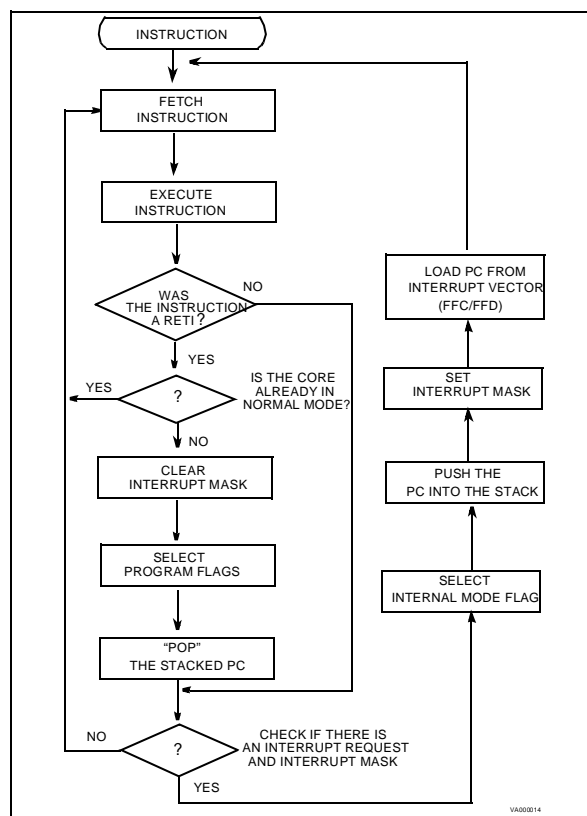 INSTRUCTION
FETCH
INSTRUCTION
EXECUTE
INSTRUCTION
WAS
THE INSTRUCTION
A RETI ?
NO
YES
?
YES
IS THE CORE
ALREADY IN
NORMAL MODE?
NO
CLEAR
INTERRUPT MASK
SELECT
PROGRAM FLAGS
"POP"
THE STACKED PC
?
NO
YES
CHECK IF THERE IS
AN INTERRUPT REQUEST
AND INTERRUPT MASK
SELECT
INTERNAL MODE FLAG
PUSH THE
PC INTO THE STACK
SET
INTERRUPT MASK
LOAD PC FROM
INTERRUPT VECTOR
(FFC/FFD)
VA000014